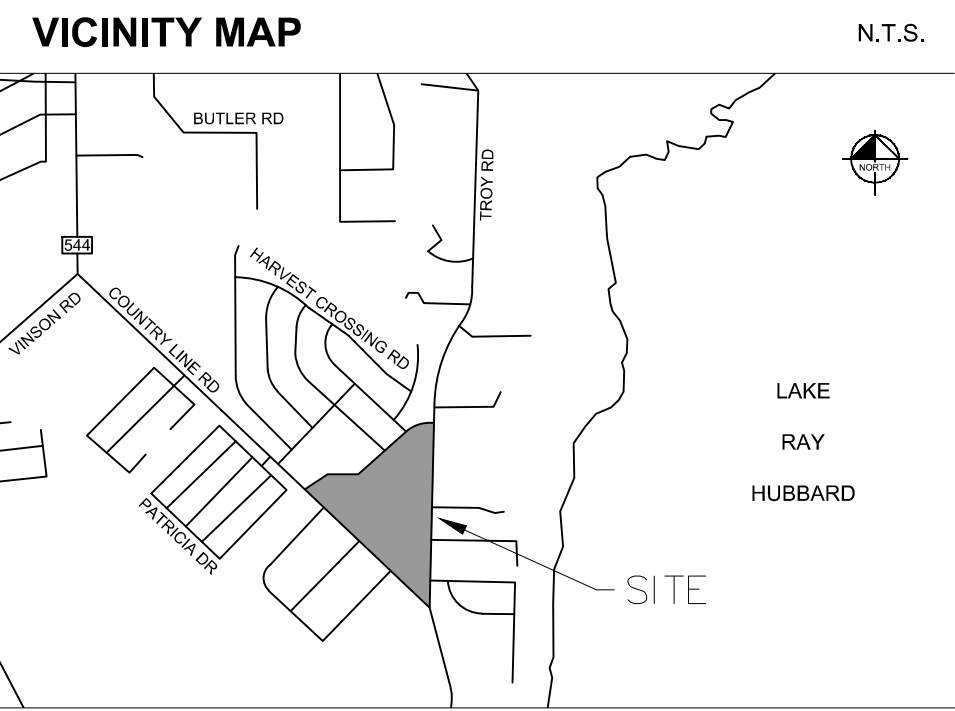 VICINITY MAP
N.T.S.
BUTLER RD
TROY RD
NORTH
544
HARVEST CROSSING RD
COUNTRY LINE RD
VINSON RD
LAKE
RAY
HUBBARD
PATRICIA DR
SITE